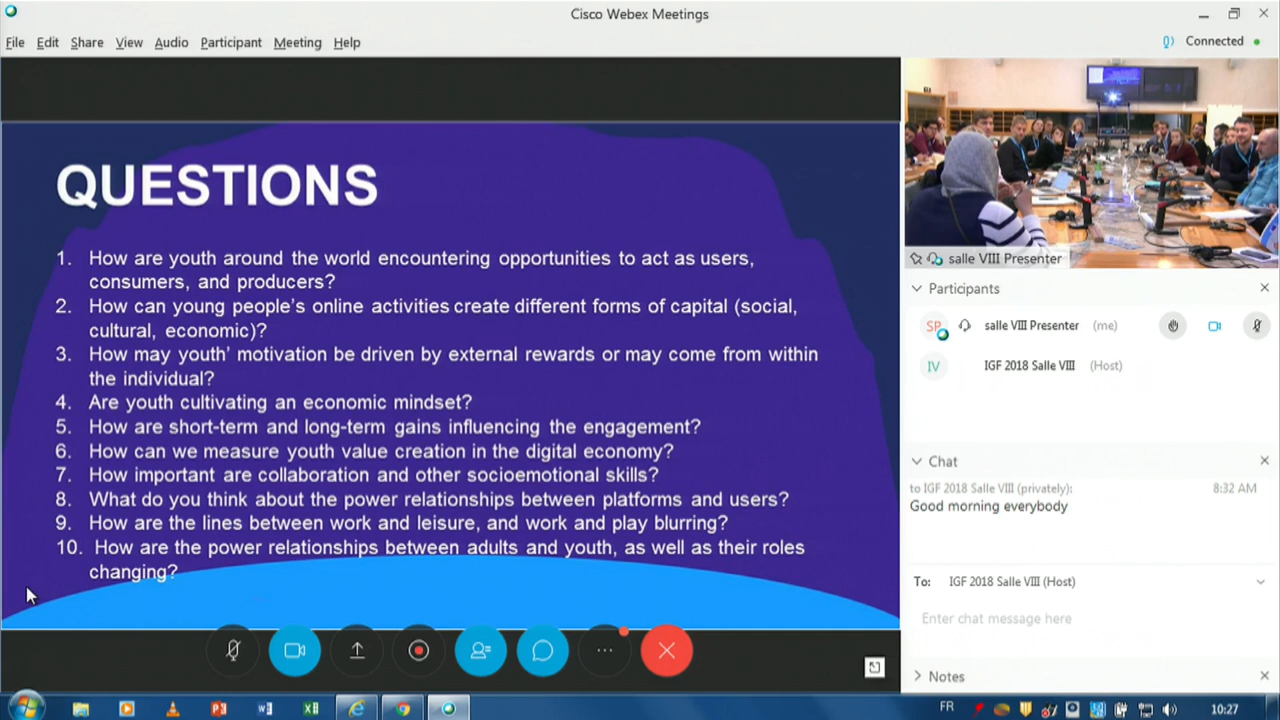 Cisco Webex Meetings
File Edit Share View Audio Participant Meeting Help
Connected
QUESTIONS
1. How are youth around the world encountering opportunities to act as users,
consumers, and producers?
2. How can young people's online activities create different forms of capital (social,
cultural, economic)?
3. How may youth' motivation be driven by external rewards or may come from within
the individual?
4. Are youth cultivating an economic mindset?
5. How are short-term and long-term gains influencing the engagement?
6. How can we measure youth value creation in the digital economy?
7. How important are collaboration and other socioemotional skills?
8. What do you think about the power relationships between platforms and users?
9. How are the lines between work and leisure, and work and play blurring?
10. How are the power relationships between adults and youth, as well as their roles
changing?
salle VIII Presenter
Participants
SP salle VIII Presenter (me)
IV IGF 2018 Salle VIII (Host)
Chat
to IGF 2018 Salle VIII (privately): 8:32 AM
Good morning everybody
To: IGF 2018 Salle VIII (Host)
Enter chat message here
Notes
FR 10:27